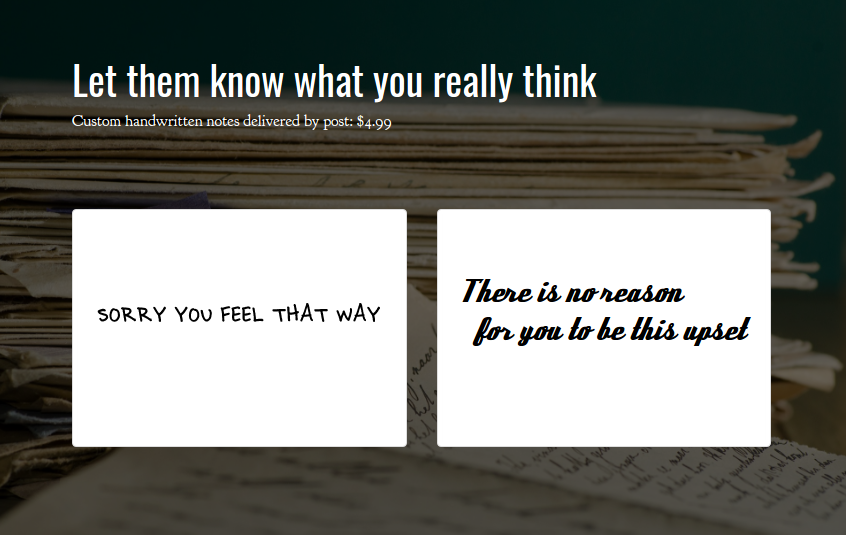 Let them know what you really think
Custom handwritten notes delivered by post: $4.99
SORRY YOU FEEL THAT WAY
There is no reason
for you to be this upset